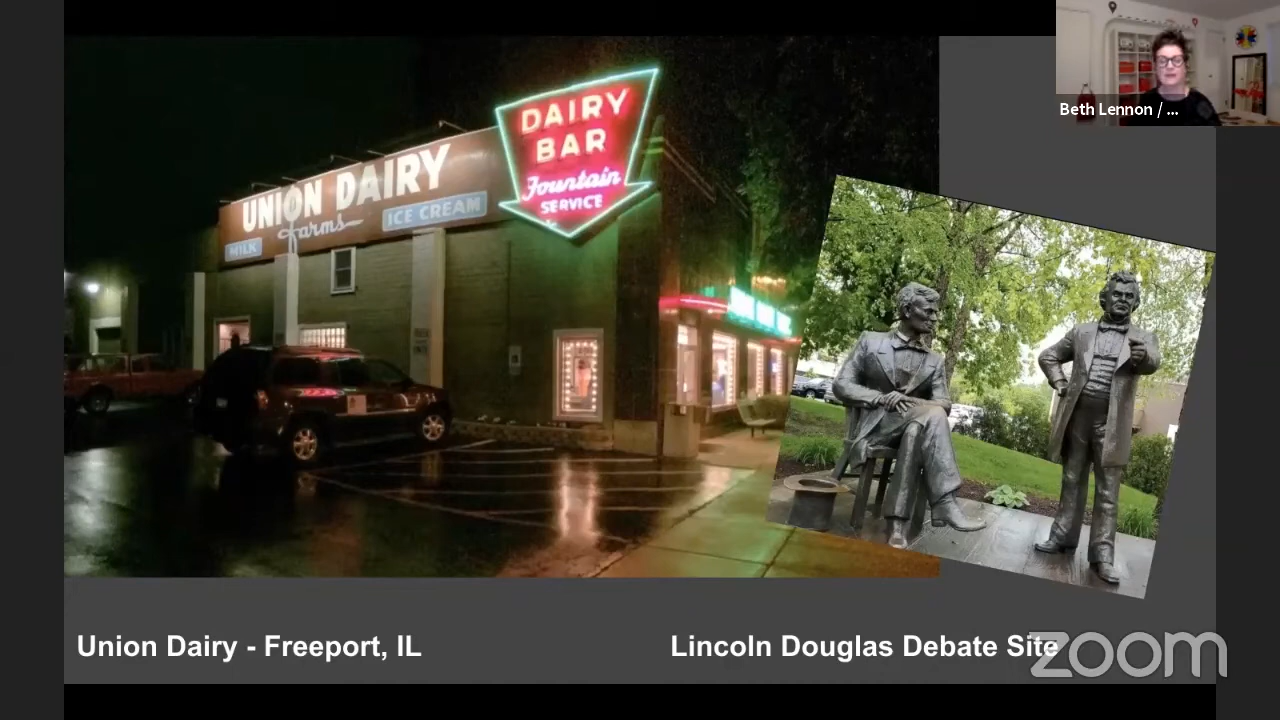 Beth Lennon / ...
UNION DAIRY
Farms
MILK
ICE CREAM
DAIRY
BAR
Fountain
SERVICE
Union Dairy - Freeport, IL
Lincoln Douglas Debate Site
zoom